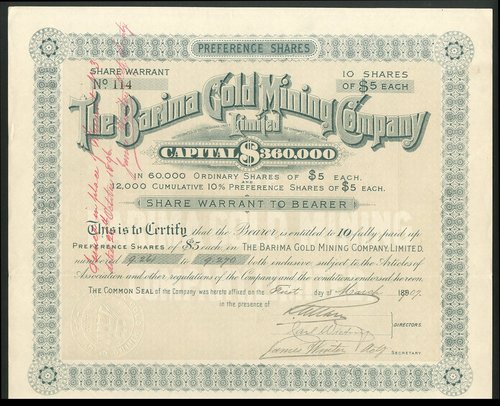 PREFERENCE SHARES
SHARE WARRANT
No 114
10 SHARES
OF $5 EACH
The Barima Gold Mining Company
Limited
CAPITAL $360,000
IN 60,000 ORDINARY SHARES OF $5 EACH.
AND
12,000 CUMULATIVE 10% PREFERENCE SHARES OF $5 EACH.
SHARE WARRANT TO BEARER
This is to Certify that the Bearer is entitled to 10 fully paid up
PREFERENCE SHARES of $5 each in THE BARIMA GOLD MINING COMPANY, LIMITED,
numbered 9261 to 9270 both inclusive subject to the Articles of
Association and other regulations of the Company and the conditions endorsed hereon.
THE COMMON SEAL of the Company was hereto affixed on the First day of March 1897.
in the presence of
DIRECTORS.
SECRETARY